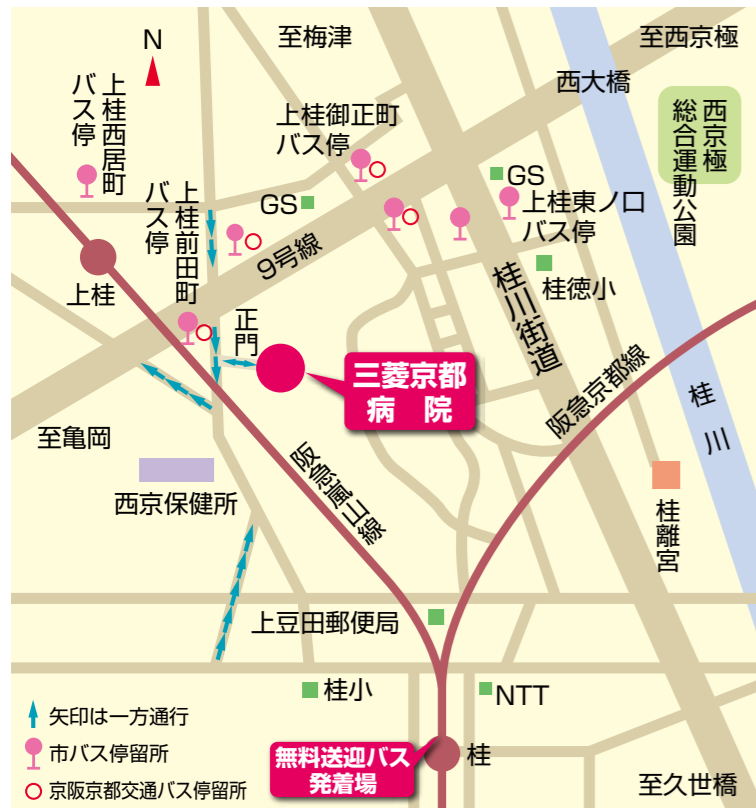 N
至梅津
至西京極
西大橋
上桂西居町
バス停
上桂御正町
バス停
西京極
総合運動公園
GS
上桂前田町
バス停
GS
上桂東ノ口
バス停
9号線
上桂
桂徳小
桂川街道
正門
三菱京都
病 院
阪急京都線
桂川
至亀岡
阪急嵐山線
西京保健所
桂離宮
上豆田郵便局
桂小
NTT
矢印は一方通行
市バス停留所
京阪京都交通バス停留所
無料送迎バス
発着場
桂
至久世橋